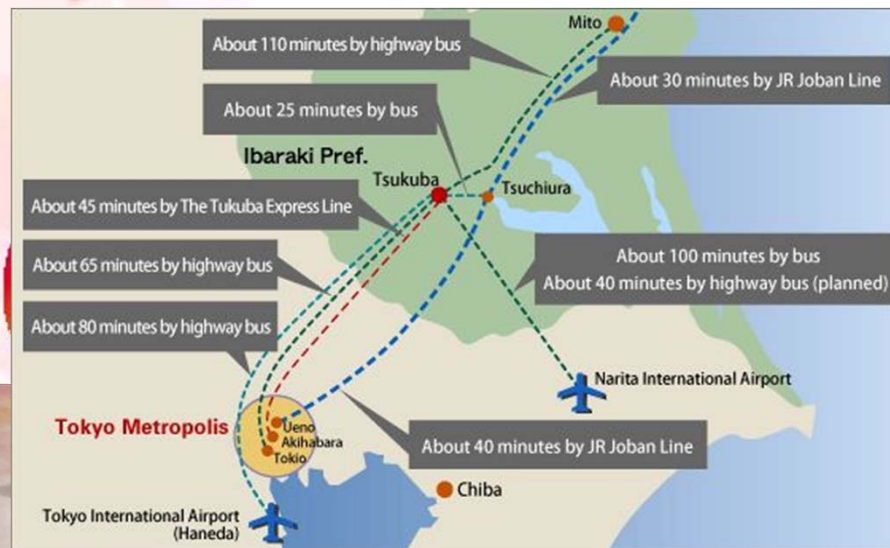 Mito
About 110 minutes by highway bus
About 30 minutes by JR Joban Line
About 25 minutes by bus
Ibaraki Pref.
Tsukuba
Tsuchiura
About 45 minutes by The Tukuba Express Line
About 65 minutes by highway bus
About 100 minutes by bus
About 40 minutes by highway bus (planned)
About 80 minutes by highway bus
Narita International Airport
Tokyo Metropolis
Ueno
Akihabara
Tokio
About 40 minutes by JR Joban Line
Chiba
Tokyo International Airport
(Haneda)